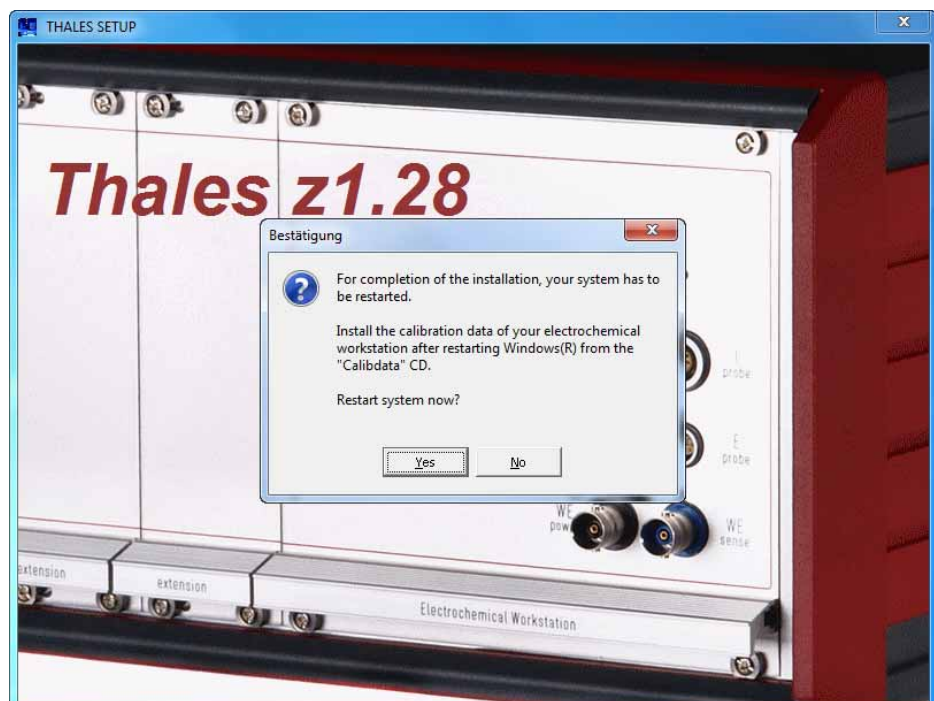 THALES SETUP
x
Thales z1.28
Bestätigung
x
For completion of the installation, your system has to
be restarted.
Install the calibration data of your electrochemical
workstation after restarting Windows(R) from the
"Calibdata" CD.
Restart system now?
Yes
No
I
probe
E
probe
WE
WE
sense
extension
extension
Electrochemical Workstation